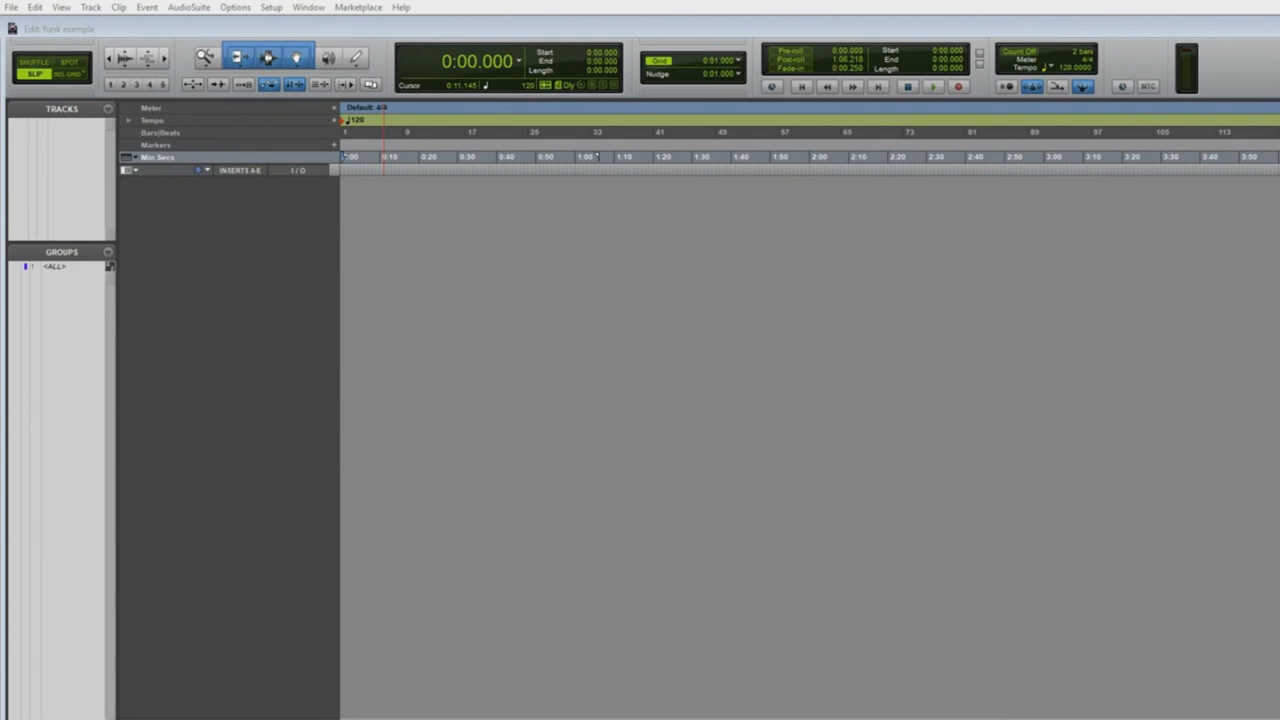 File Edit View Track Clip Event AudioSuite Options Setup Window Marketplace Help
Edit: funk example
SHUFFLE SPOT
SLIP REL GRID
0:00.000
Start 0:00.000
End 0:00.000
Length 0:00.000
Cursor 0:11.145 120 Dly
Grid 0:01.000
Nudge 0:01.000
Pre-roll 0:00.000 Start 0:00.000
Post-roll 1:06.218 End 0:00.000
Fade-in 0:00.250 Length 0:00.000
Count Off 2 bars
Meter 4/4
Tempo 120.0000
1 2 3 4 5
MTC
TRACKS
Meter Default: 4/4
Tempo 120
Bars|Beats 1 9 17 25 33 41 49 57 65 73 81 89 97 105 113
Markers
Min:Secs 0:00 0:10 0:20 0:30 0:40 0:50 1:00 1:10 1:20 1:30 1:40 1:50 2:00 2:10 2:20 2:30 2:40 2:50 3:00 3:10 3:20 3:30 3:40 3:50
INSERTS A-E I / O
GROUPS
! <ALL>